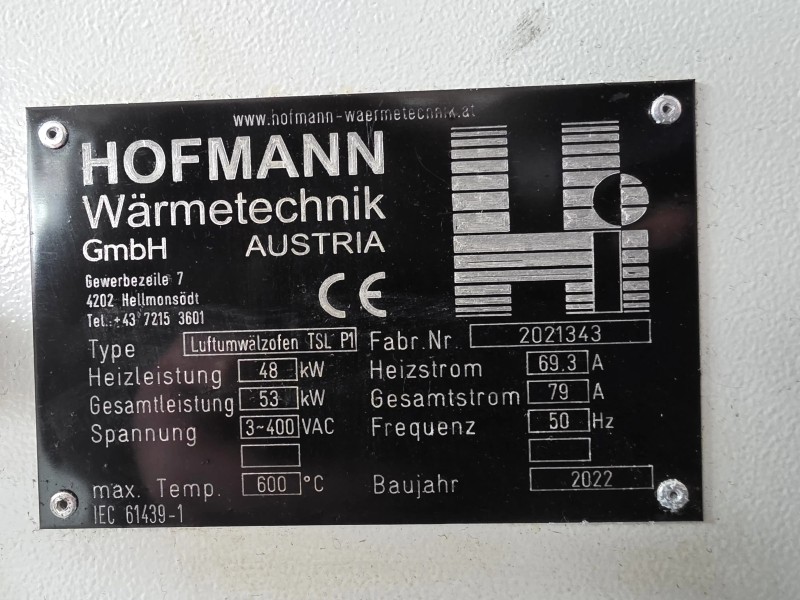 www.hofmann-waermetechnik.at
HOFMANN
Wärmetechnik
GmbH AUSTRIA
Gewerbezeile 7
4202 Hellmonsödt
Tel.:+43 7215 3601
CE
Hi
Type Luftumwälzofen TSL P1 Fabr.Nr. 2021343
Heizleistung 48 kW Heizstrom 69.3 A
Gesamtleistung 53 kW Gesamtstrom 79 A
Spannung 3~400 VAC Frequenz 50 Hz
max. Temp. 600 °C Baujahr 2022
IEC 61439-1